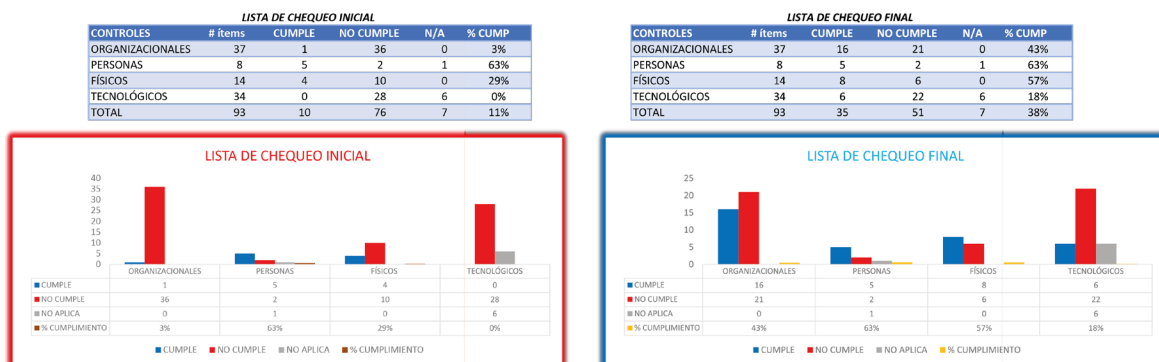 LISTA DE CHEQUEO INICIAL
CONTROLES # ítems CUMPLE NO CUMPLE N/A % CUMP
ORGANIZACIONALES 37 1 36 0 3%
PERSONAS 8 5 2 1 63%
FÍSICOS 14 4 10 0 29%
TECNOLÓGICOS 34 0 28 6 0%
TOTAL 93 10 76 7 11%
LISTA DE CHEQUEO INICIAL
40
35
30
25
20
15
10
5
0
ORGANIZACIONALES PERSONAS FÍSICOS TECNOLÓGICOS
CUMPLE 1 5 4 0
NO CUMPLE 36 2 10 28
NO APLICA 0 1 0 6
% CUMPLIMIENTO 3% 63% 29% 0%
CUMPLE NO CUMPLE NO APLICA % CUMPLIMIENTO
LISTA DE CHEQUEO FINAL
CONTROLES # ítems CUMPLE NO CUMPLE N/A % CUMP
ORGANIZACIONALES 37 16 21 0 43%
PERSONAS 8 5 2 1 63%
FÍSICOS 14 8 6 0 57%
TECNOLÓGICOS 34 6 22 6 18%
TOTAL 93 35 51 7 38%
LISTA DE CHEQUEO FINAL
25
20
15
10
5
0
ORGANIZACIONALES PERSONAS FÍSICOS TECNOLÓGICOS
CUMPLE 16 5 8 6
NO CUMPLE 21 2 6 22
NO APLICA 0 1 0 6
% CUMPLIMIENTO 43% 63% 57% 18%
CUMPLE NO CUMPLE NO APLICA % CUMPLIMIENTO